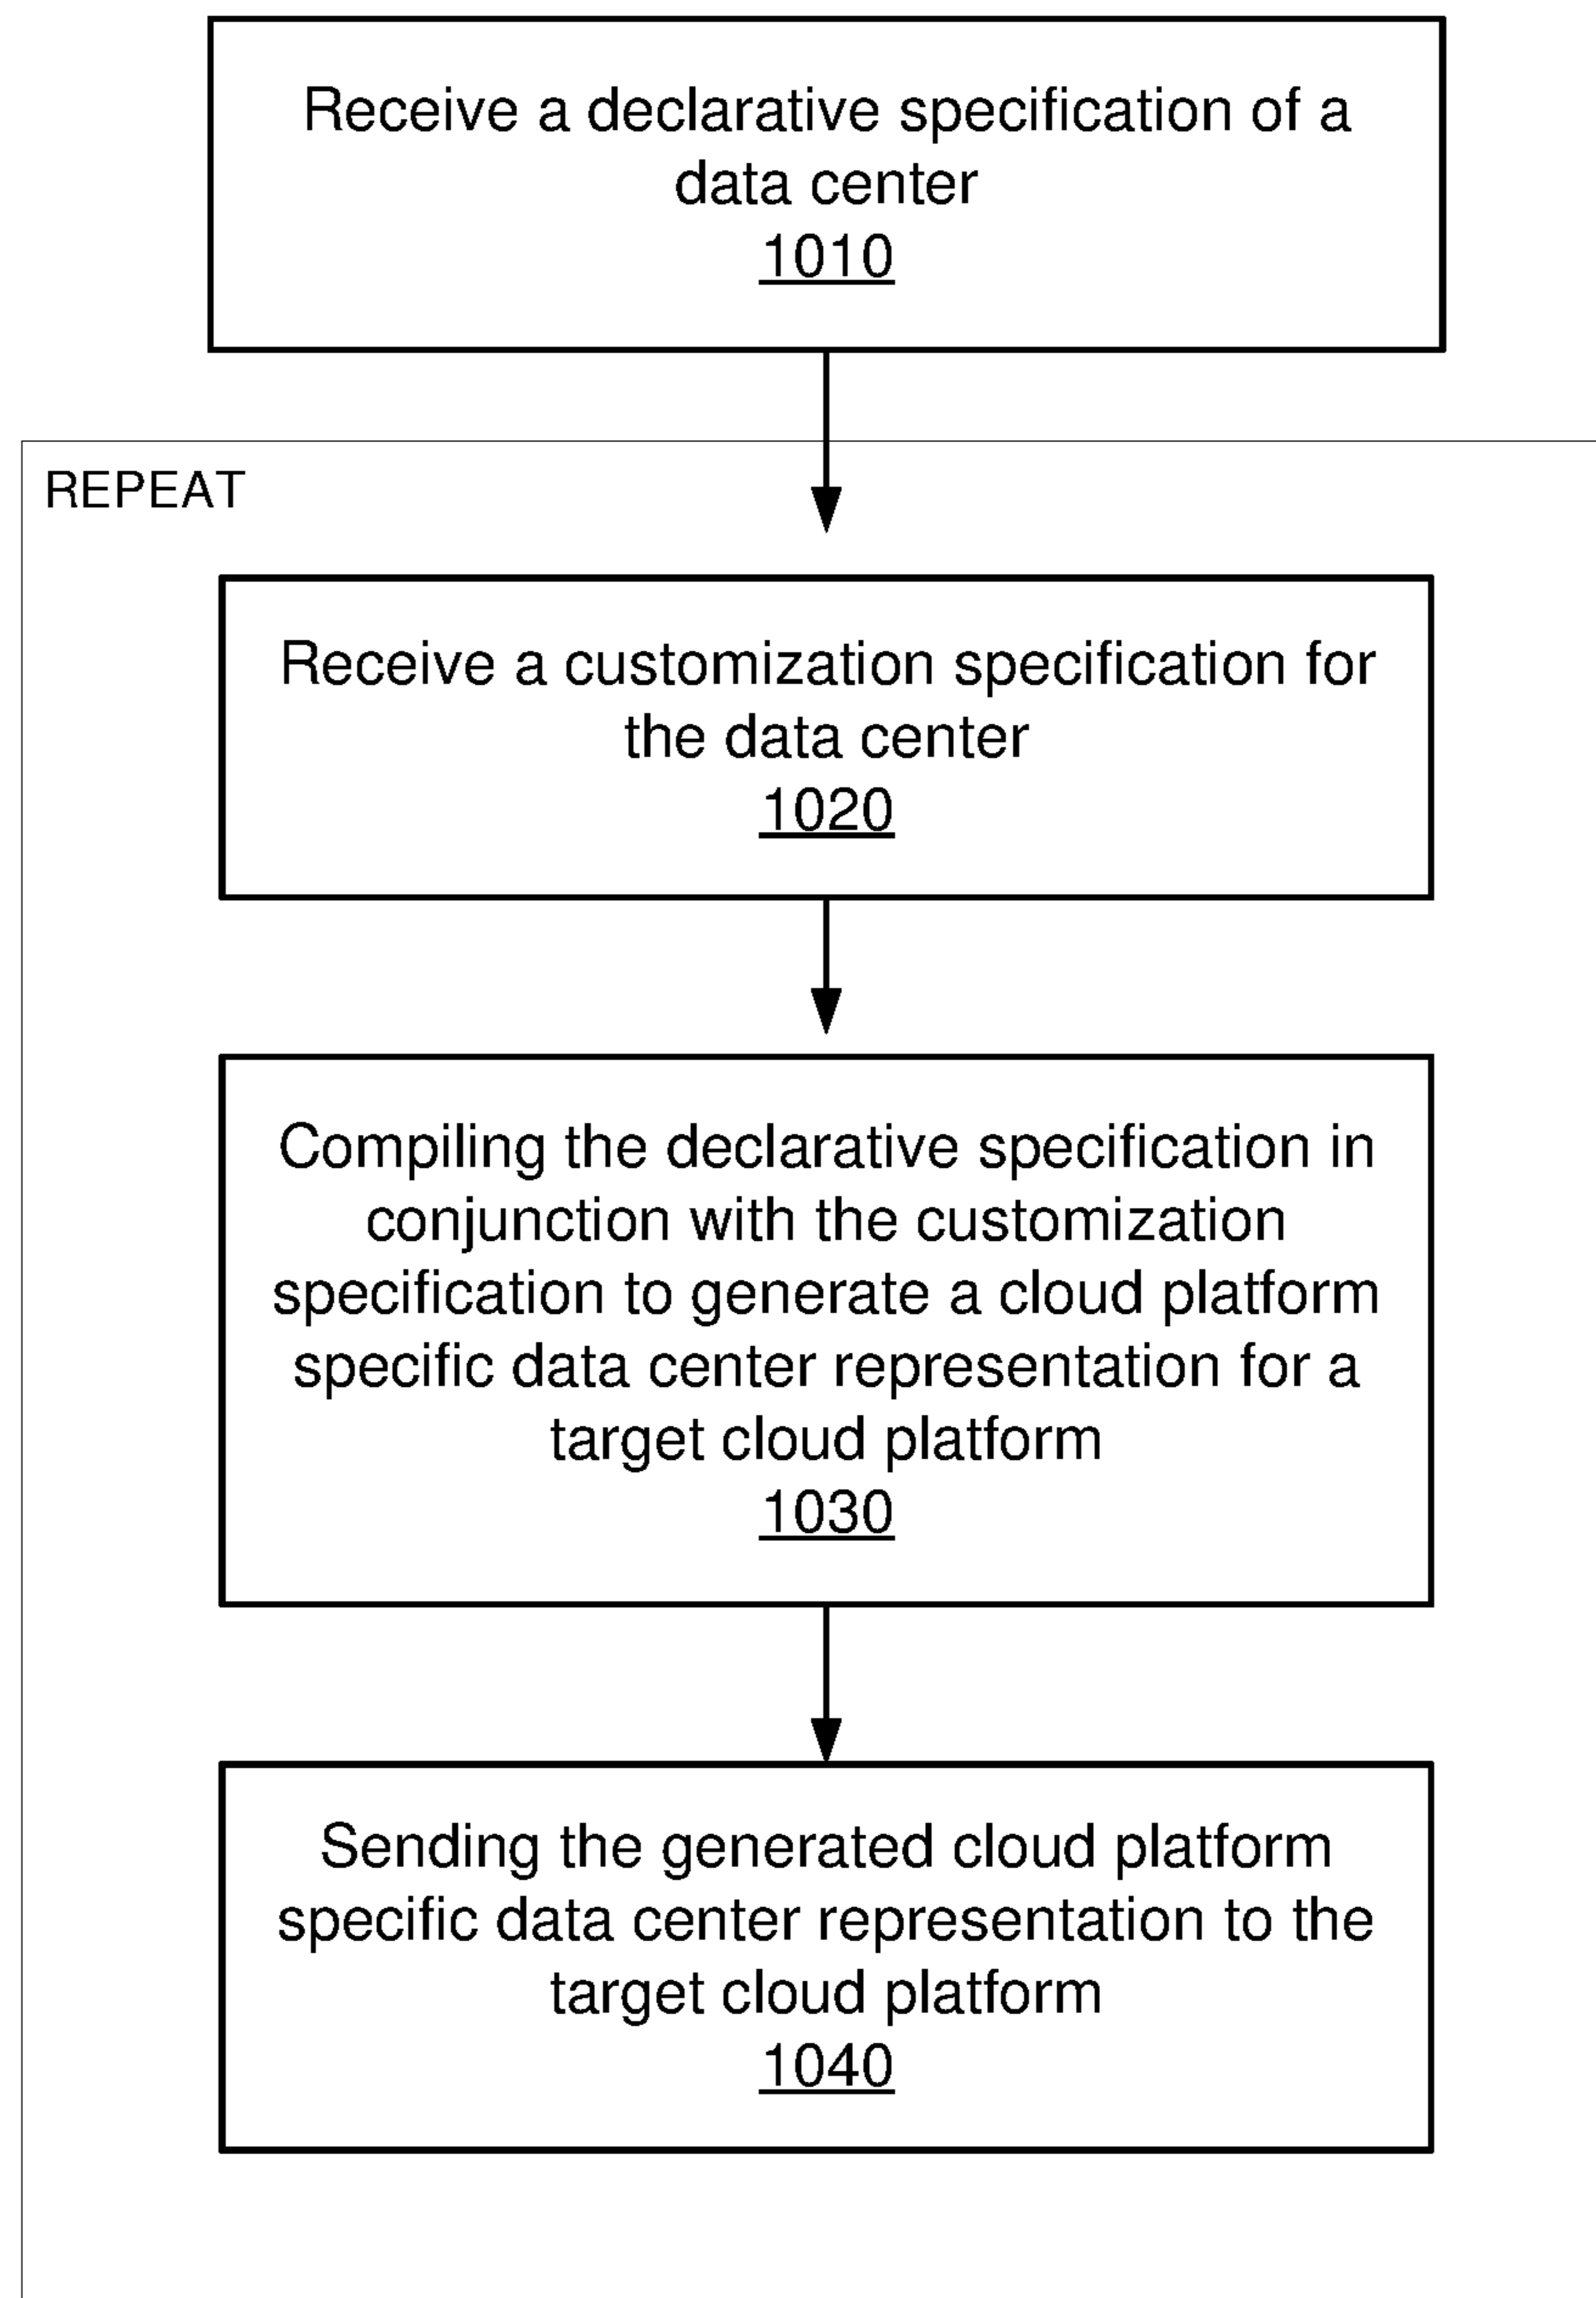 Receive a declarative specification of a
data center
1010
REPEAT
Receive a customization specification for
the data center
1020
Compiling the declarative specification in
conjunction with the customization
specification to generate a cloud platform
specific data center representation for a
target cloud platform
1030
Sending the generated cloud platform
specific data center representation to the
target cloud platform
1040